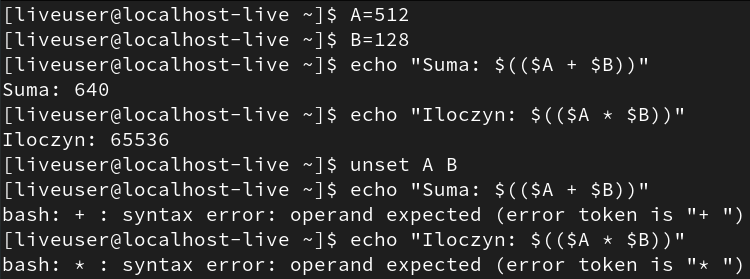 [liveuser@localhost-live ~]$ A=512
[liveuser@localhost-live ~]$ B=128
[liveuser@localhost-live ~]$ echo "Suma: $(($A + $B))"
Suma: 640
[liveuser@localhost-live ~]$ echo "Iloczyn: $(($A * $B))"
Iloczyn: 65536
[liveuser@localhost-live ~]$ unset A B
[liveuser@localhost-live ~]$ echo "Suma: $(($A + $B))"
bash: + : syntax error: operand expected (error token is "+ ")
[liveuser@localhost-live ~]$ echo "Iloczyn: $(($A * $B))"
bash: * : syntax error: operand expected (error token is "* ")